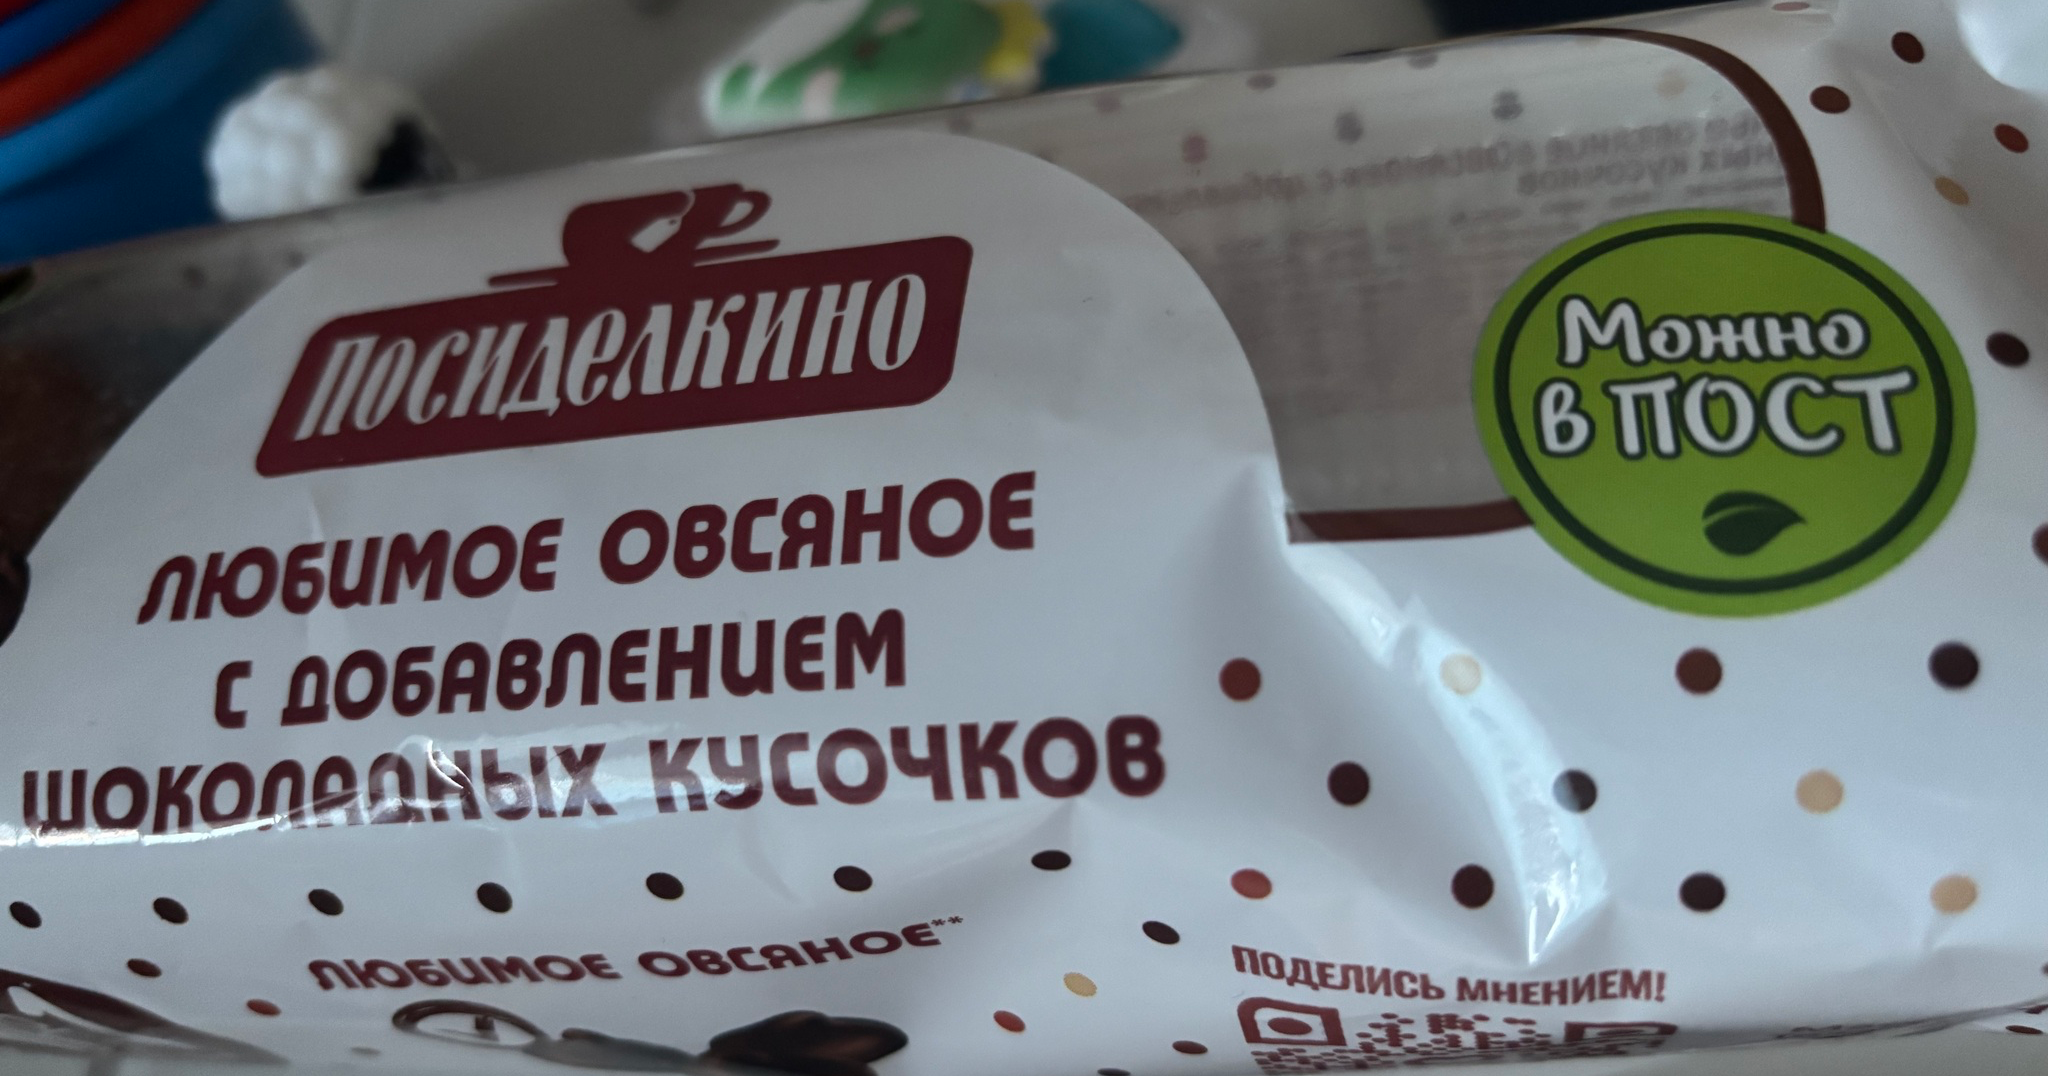 ПОСИДЕЛКИНО
ЛЮБИМОЕ ОВСЯНОЕ
С ДОБАВЛЕНИЕМ
ШОКОЛАДНЫХ КУСОЧКОВ
Можно
в ПОСТ
ЛЮБИМОЕ ОВСЯНОЕ**
ПОДЕЛИСЬ МНЕНИЕМ!